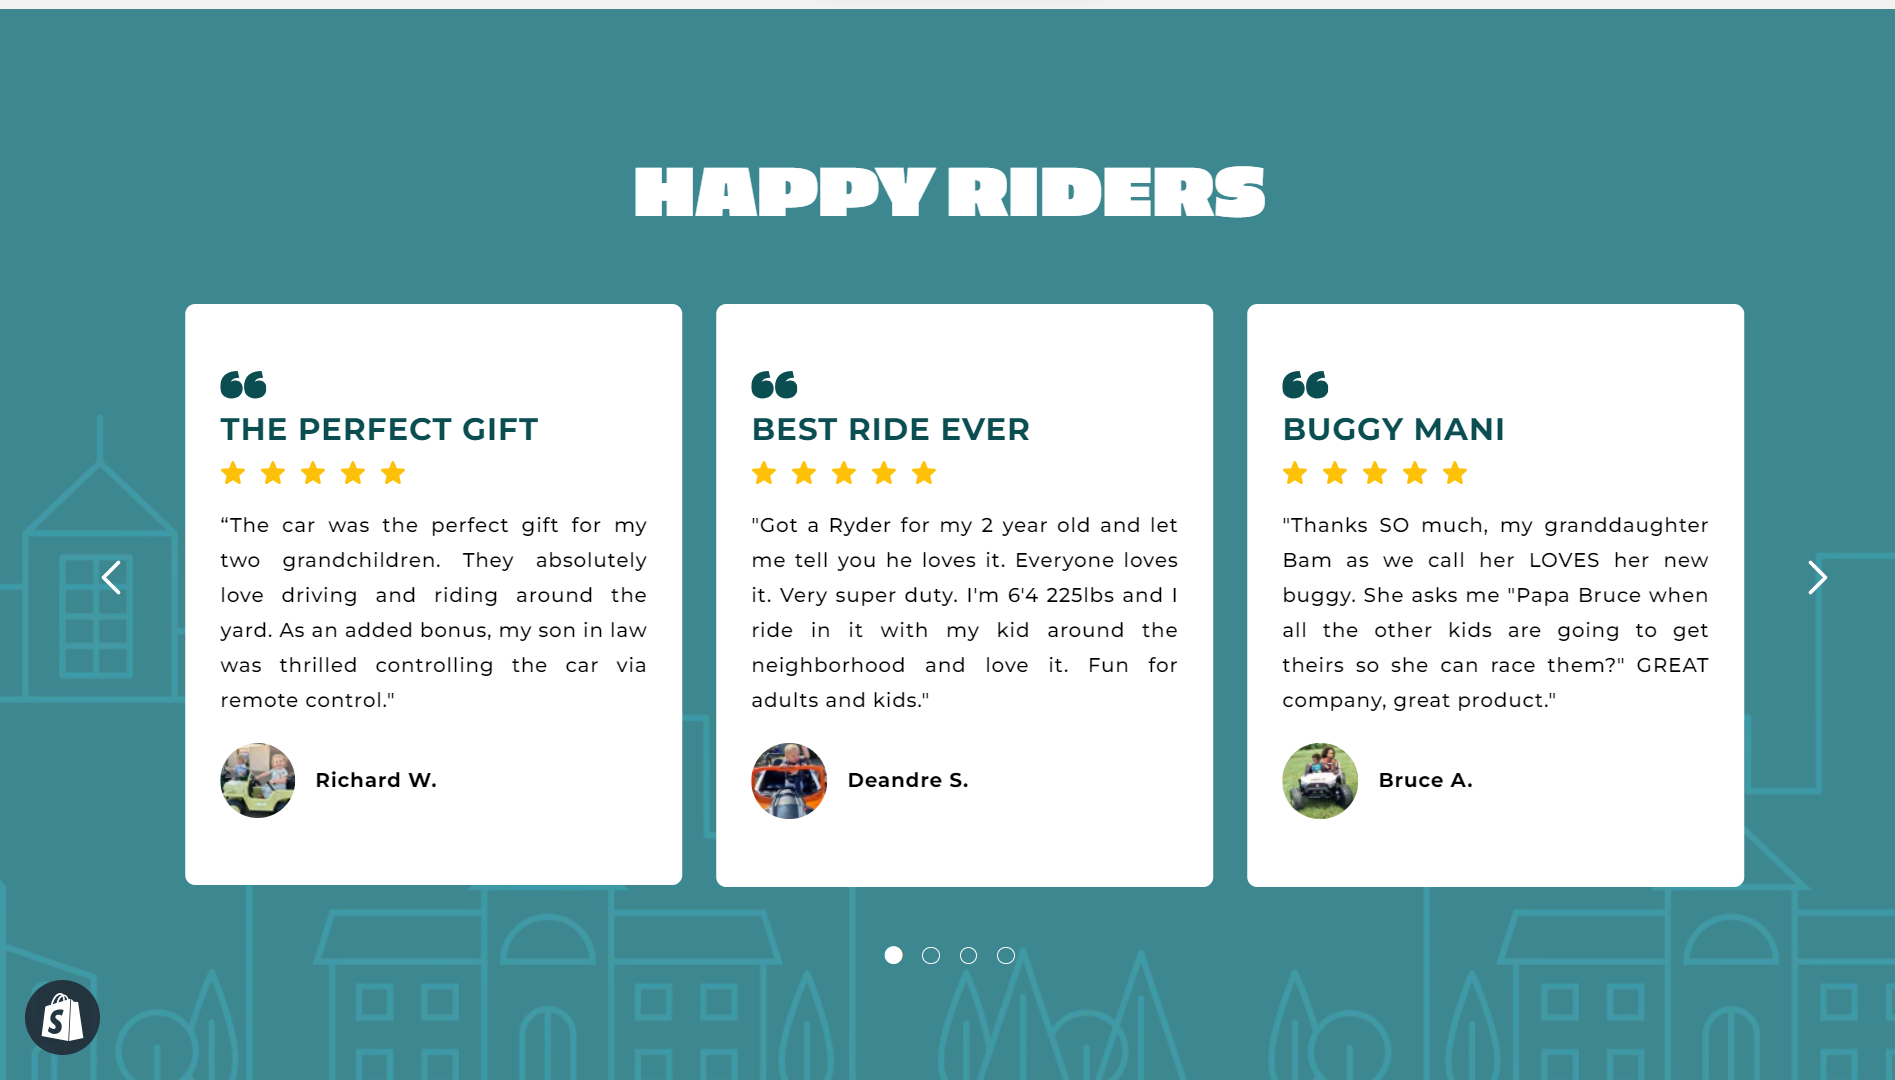 HAPPY RIDERS
THE PERFECT GIFT
“The car was the perfect gift for my
two grandchildren. They absolutely
love driving and riding around the
yard. As an added bonus, my son in law
was thrilled controlling the car via
remote control."
Richard W.
BEST RIDE EVER
"Got a Ryder for my 2 year old and let
me tell you he loves it. Everyone loves
it. Very super duty. I'm 6'4 225lbs and I
ride in it with my kid around the
neighborhood and love it. Fun for
adults and kids."
Deandre S.
BUGGY MANI
"Thanks SO much, my granddaughter
Bam as we call her LOVES her new
buggy. She asks me "Papa Bruce when
all the other kids are going to get
theirs so she can race them?" GREAT
company, great product."
Bruce A.
S